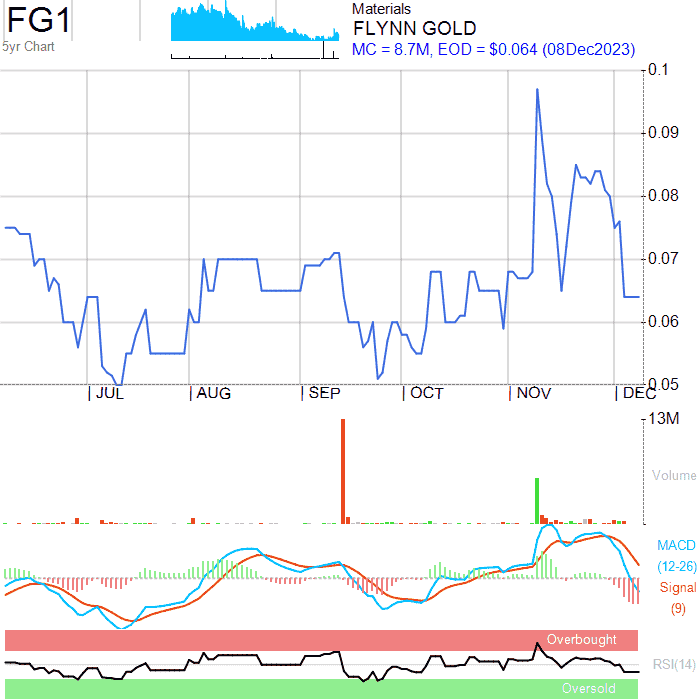 FG1
5yr Chart
Materials
FLYNN GOLD
MC = 8.7M, EOD = $0.064 (08Dec2023)
0.1
0.09
0.08
0.07
0.06
0.05
JUL AUG SEP OCT NOV DEC
13M
Volume
MACD
(12-26)
Signal
(9)
Overbought
RSI(14)
Oversold